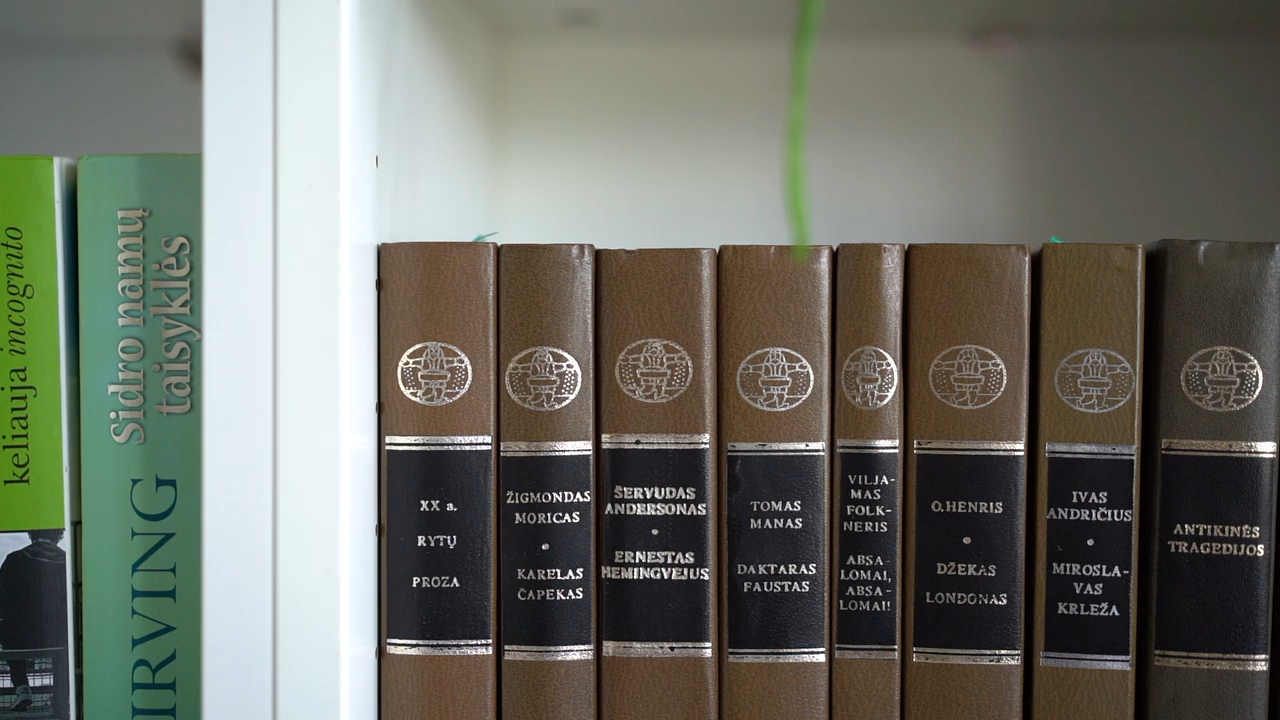 keliauja incognito
Sidro namų
taisyklės
IRVING
XX a.
RYTŲ
PROZA
ŽIGMONDAS
MORICAS
KARELAS
ČAPEKAS
ŠERVUDAS
ANDERSONAS
ERNESTAS
HEMINGVĖJUS
TOMAS
MANAS
DAKTARAS
FAUSTAS
VILJA-
MAS
FOLK-
NERIS
ABSA-
LOMAI,
ABSA-
LOMAI!
O.HENRIS
DŽEKAS
LONDONAS
IVAS
ANDRIČIUS
MIROSLA-
VAS
KRLEŽA
ANTIKINĖS
TRAGEDIJOS